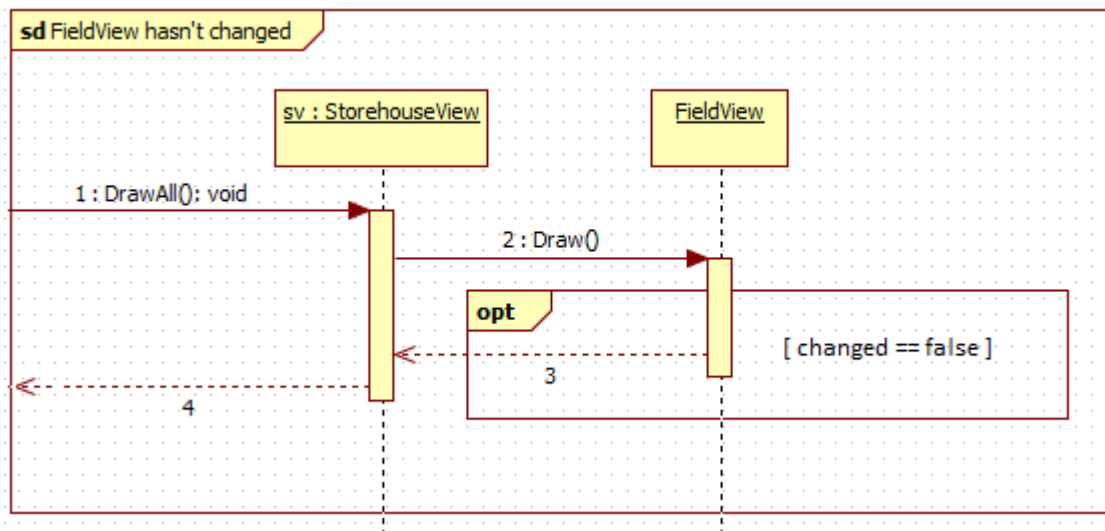 sd FieldView hasn't changed
sv : StorehouseView
FieldView
1 : DrawAll(): void
2 : Draw()
opt
[ changed == false ]
3
4